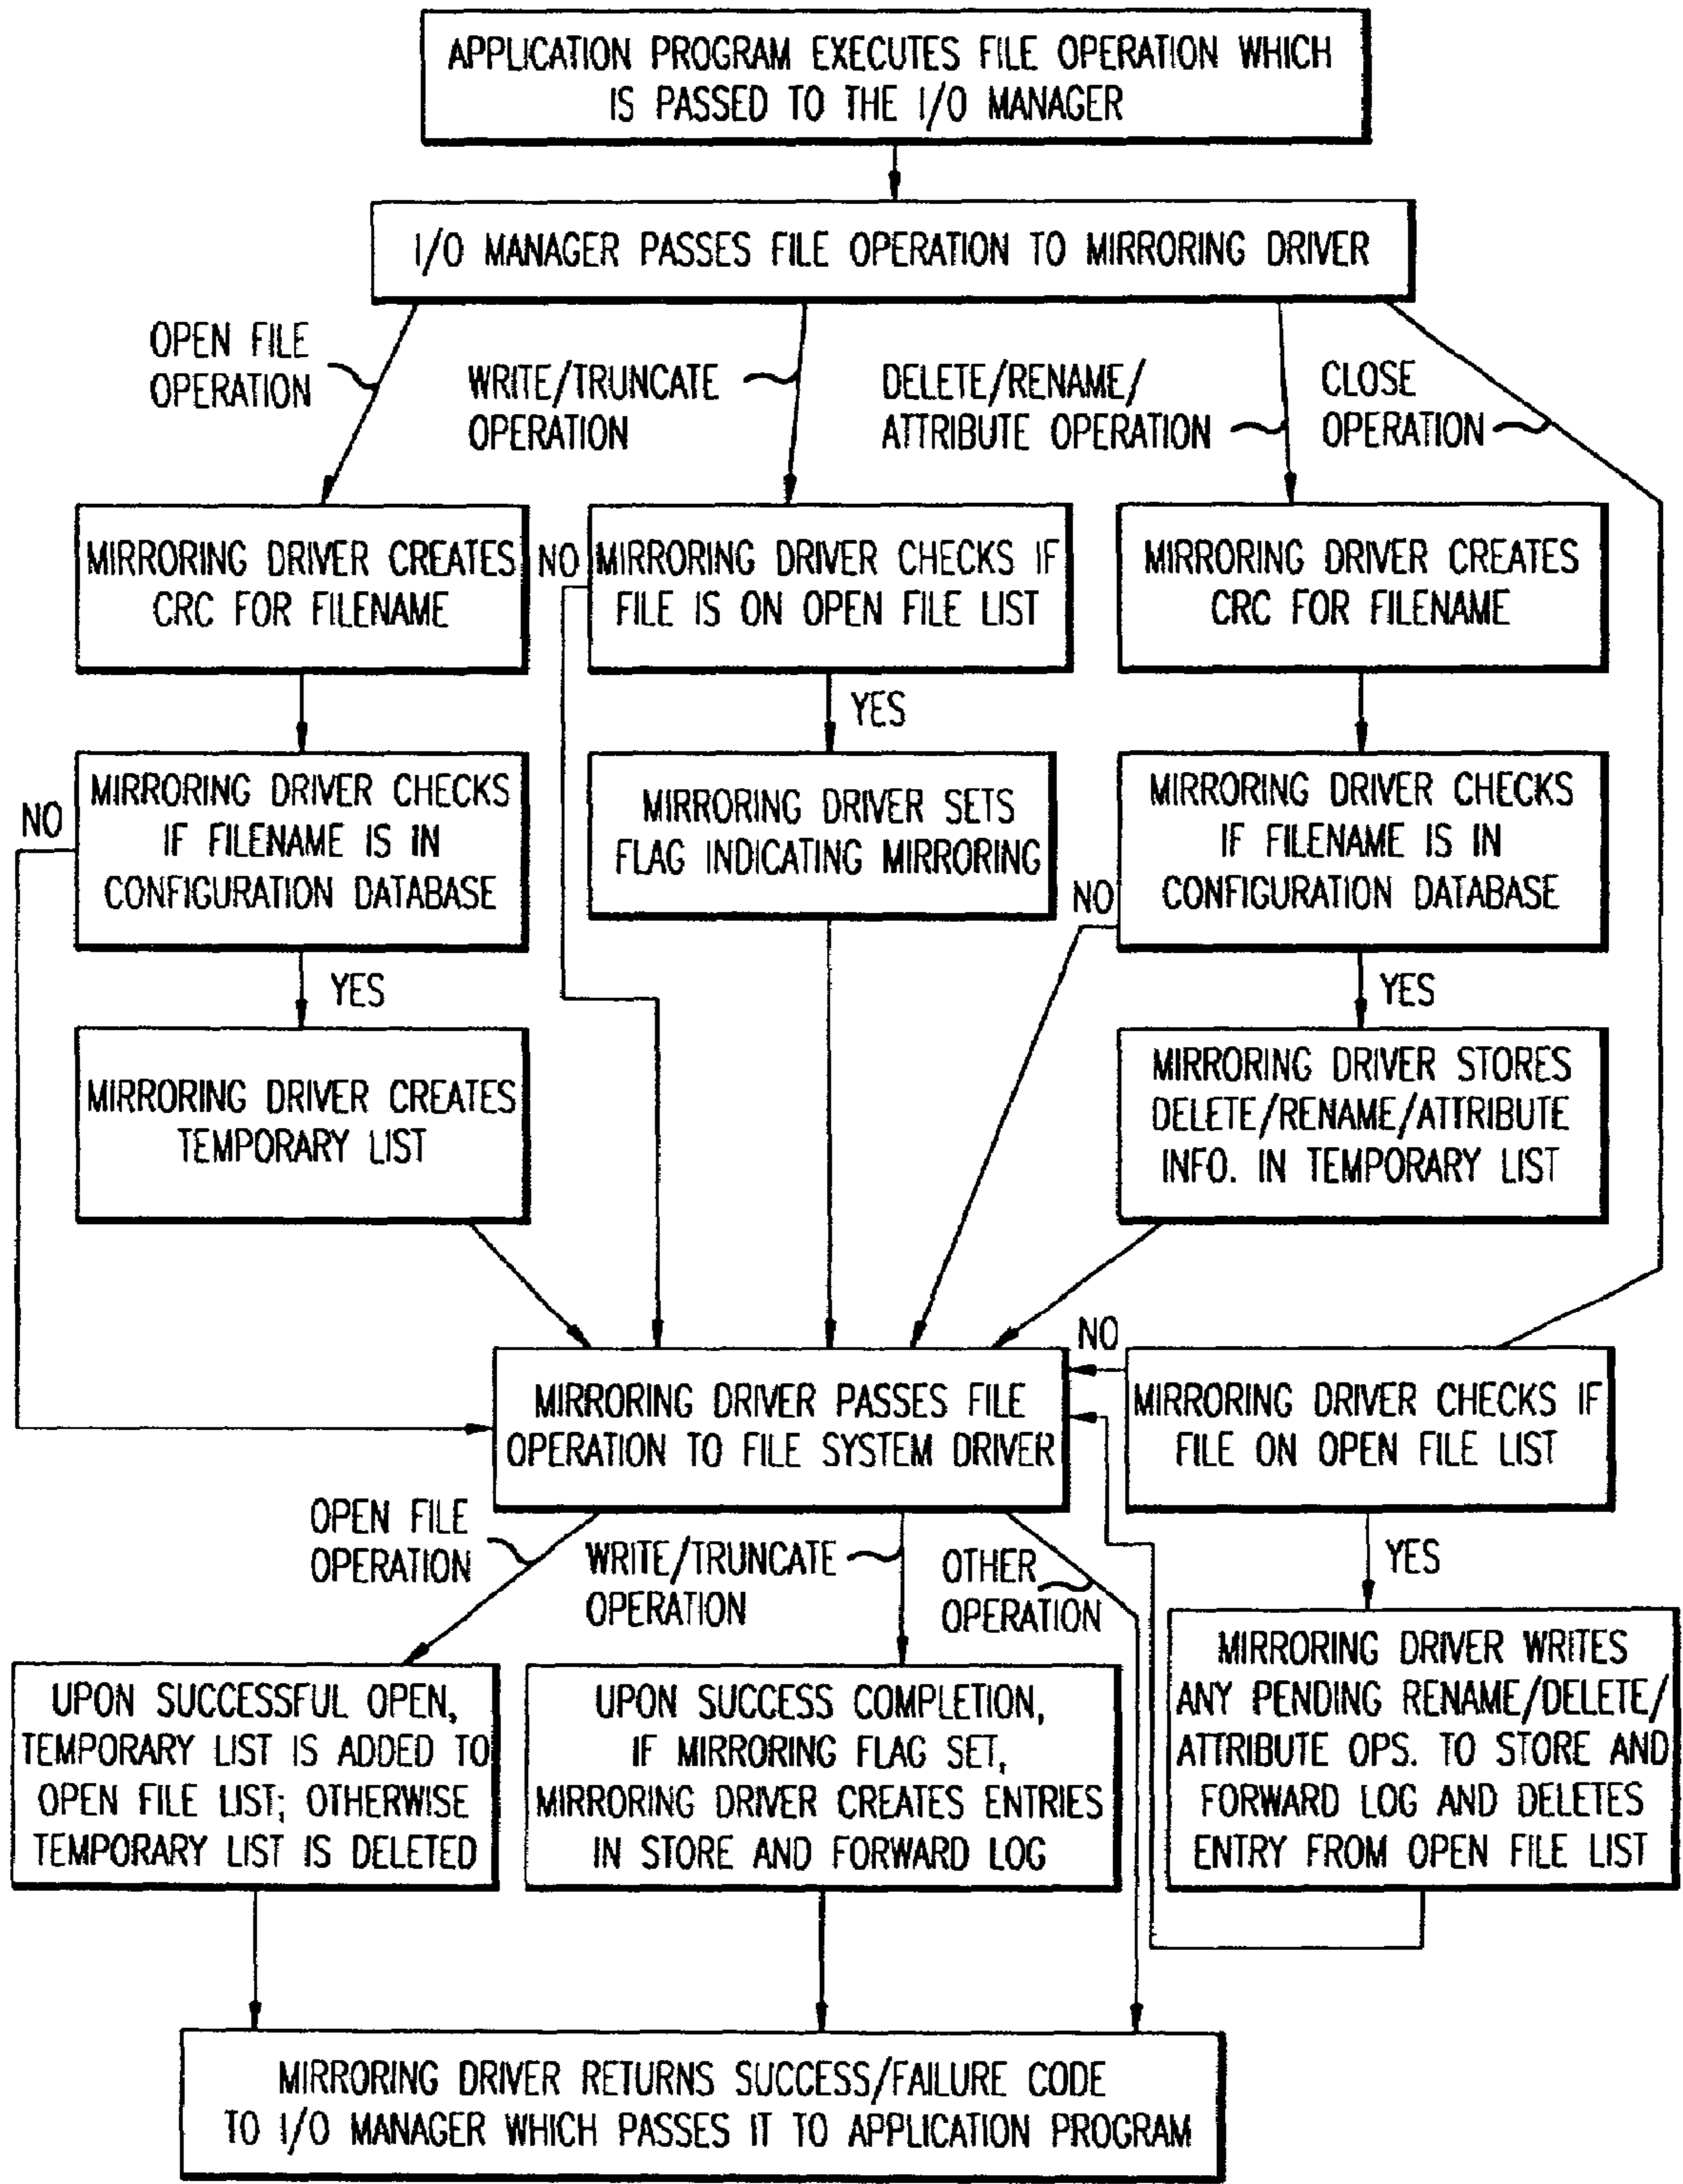 APPLICATION PROGRAM EXECUTES FILE OPERATION WHICH
IS PASSED TO THE I/O MANAGER
I/O MANAGER PASSES FILE OPERATION TO MIRRORING DRIVER
OPEN FILE
OPERATION
WRITE/TRUNCATE
OPERATION
DELETE/RENAME/
ATTRIBUTE OPERATION
CLOSE
OPERATION
MIRRORING DRIVER CREATES
CRC FOR FILENAME
NO
MIRRORING DRIVER CHECKS IF
FILE IS ON OPEN FILE LIST
MIRRORING DRIVER CREATES
CRC FOR FILENAME
YES
NO
MIRRORING DRIVER CHECKS
IF FILENAME IS IN
CONFIGURATION DATABASE
MIRRORING DRIVER SETS
FLAG INDICATING MIRRORING
NO
MIRRORING DRIVER CHECKS
IF FILENAME IS IN
CONFIGURATION DATABASE
YES
YES
MIRRORING DRIVER CREATES
TEMPORARY LIST
MIRRORING DRIVER STORES
DELETE/RENAME/ATTRIBUTE
INFO. IN TEMPORARY LIST
MIRRORING DRIVER PASSES FILE
OPERATION TO FILE SYSTEM DRIVER
NO
MIRRORING DRIVER CHECKS IF
FILE ON OPEN FILE LIST
OPEN FILE
OPERATION
WRITE/TRUNCATE
OPERATION
OTHER
OPERATION
YES
UPON SUCCESSFUL OPEN,
TEMPORARY LIST IS ADDED TO
OPEN FILE LIST; OTHERWISE
TEMPORARY LIST IS DELETED
UPON SUCCESS COMPLETION,
IF MIRRORING FLAG SET,
MIRRORING DRIVER CREATES ENTRIES
IN STORE AND FORWARD LOG
MIRRORING DRIVER WRITES
ANY PENDING RENAME/DELETE/
ATTRIBUTE OPS. TO STORE AND
FORWARD LOG AND DELETES
ENTRY FROM OPEN FILE LIST
MIRRORING DRIVER RETURNS SUCCESS/FAILURE CODE
TO I/O MANAGER WHICH PASSES IT TO APPLICATION PROGRAM